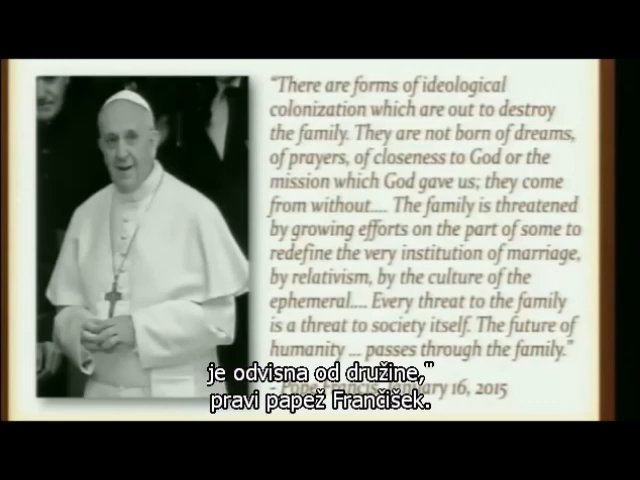 "There are forms of ideological
colonization which are out to destroy
the family. They are not born of dreams,
of prayers, of closeness to God or the
mission which God gave us; they come
from without.... The family is threatened
by growing efforts on the part of some to
redefine the very institution of marriage,
by relativism, by the culture of the
ephemeral.... Every threat to the family
is a threat to society itself. The future of
humanity ... passes through the family."
- Pope Francis, January 16, 2015
je odvisna od družine,"
pravi papež Frančišek.